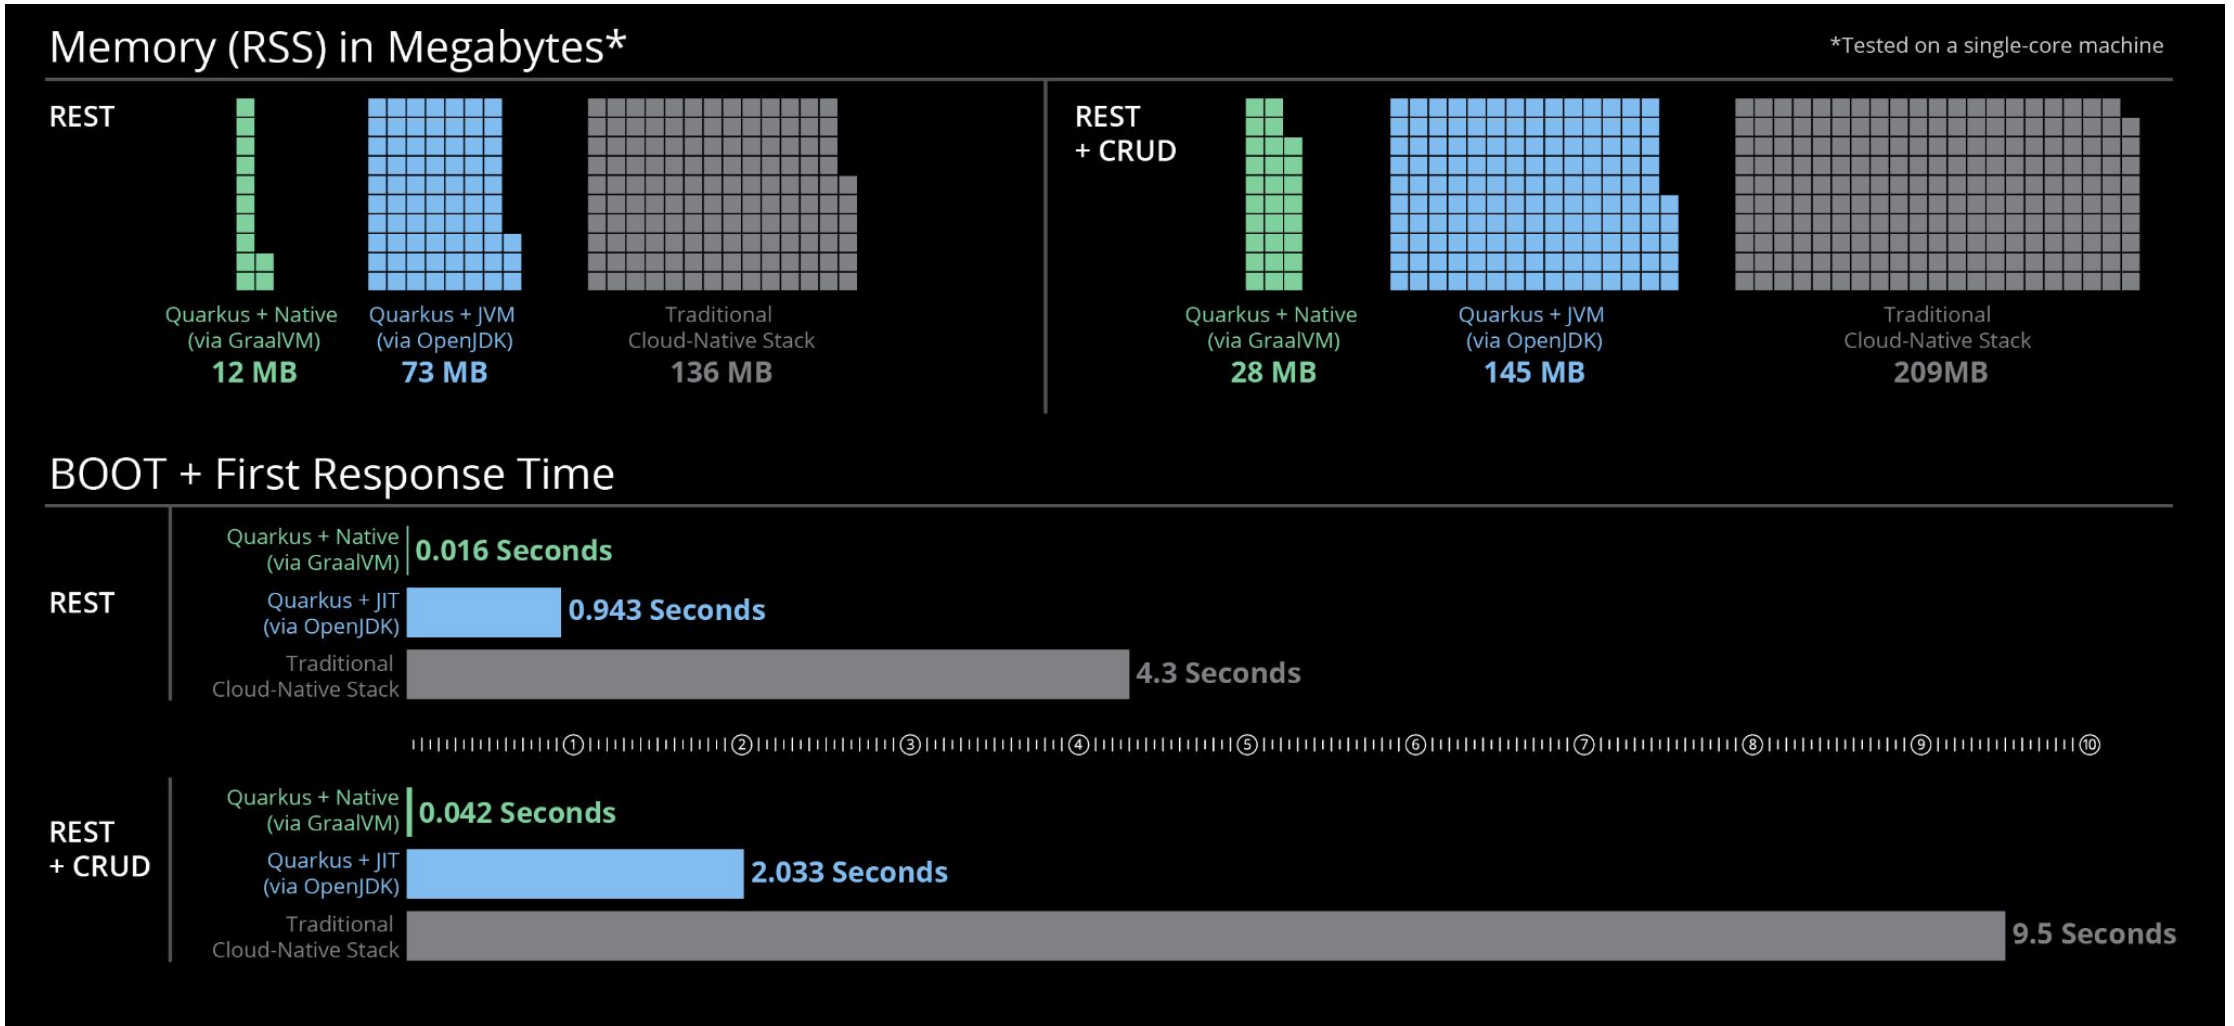 Memory (RSS) in Megabytes*
*Tested on a single-core machine
REST
Quarkus + Native
(via GraalVM)
12 MB
Quarkus + JVM
(via OpenJDK)
73 MB
Traditional
Cloud-Native Stack
136 MB
REST
+ CRUD
Quarkus + Native
(via GraalVM)
28 MB
Quarkus + JVM
(via OpenJDK)
145 MB
Traditional
Cloud-Native Stack
209MB
BOOT + First Response Time
REST
Quarkus + Native
(via GraalVM)
0.016 Seconds
Quarkus + JIT
(via OpenJDK)
0.943 Seconds
Traditional
Cloud-Native Stack
4.3 Seconds
1 2 3 4 5 6 7 8 9 10
REST
+ CRUD
Quarkus + Native
(via GraalVM)
0.042 Seconds
Quarkus + JIT
(via OpenJDK)
2.033 Seconds
Traditional
Cloud-Native Stack
9.5 Seconds